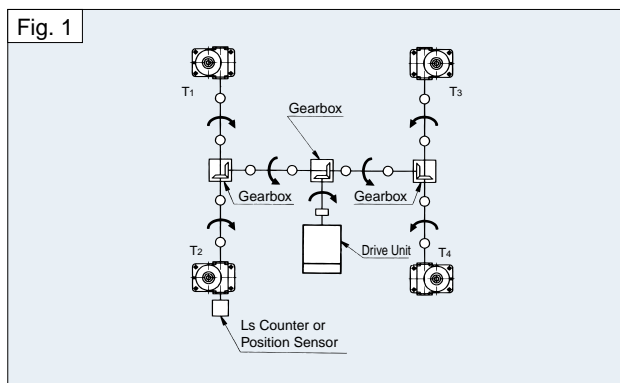 Fig. 1
T1
T3
Gearbox
Gearbox
Gearbox
T2
Drive Unit
T4
Ls Counter or
Position Sensor